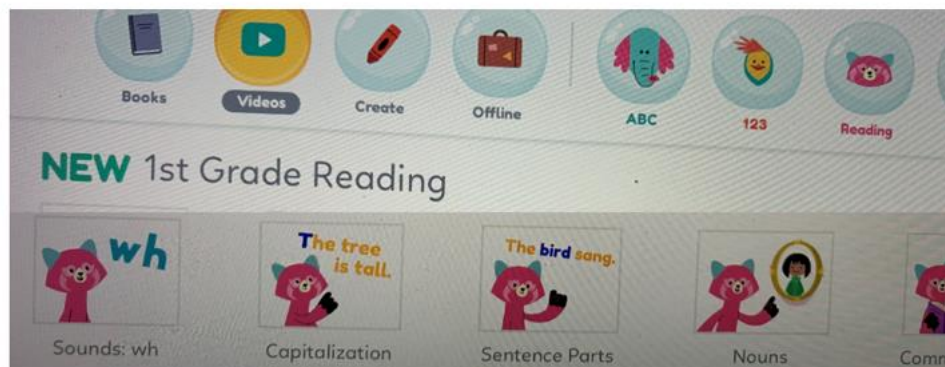 Books
Videos
Create
Offline
ABC
123
Reading
NEW 1st Grade Reading
wh
The tree
is tall.
The bird sang.
Sounds: wh
Capitalization
Sentence Parts
Nouns